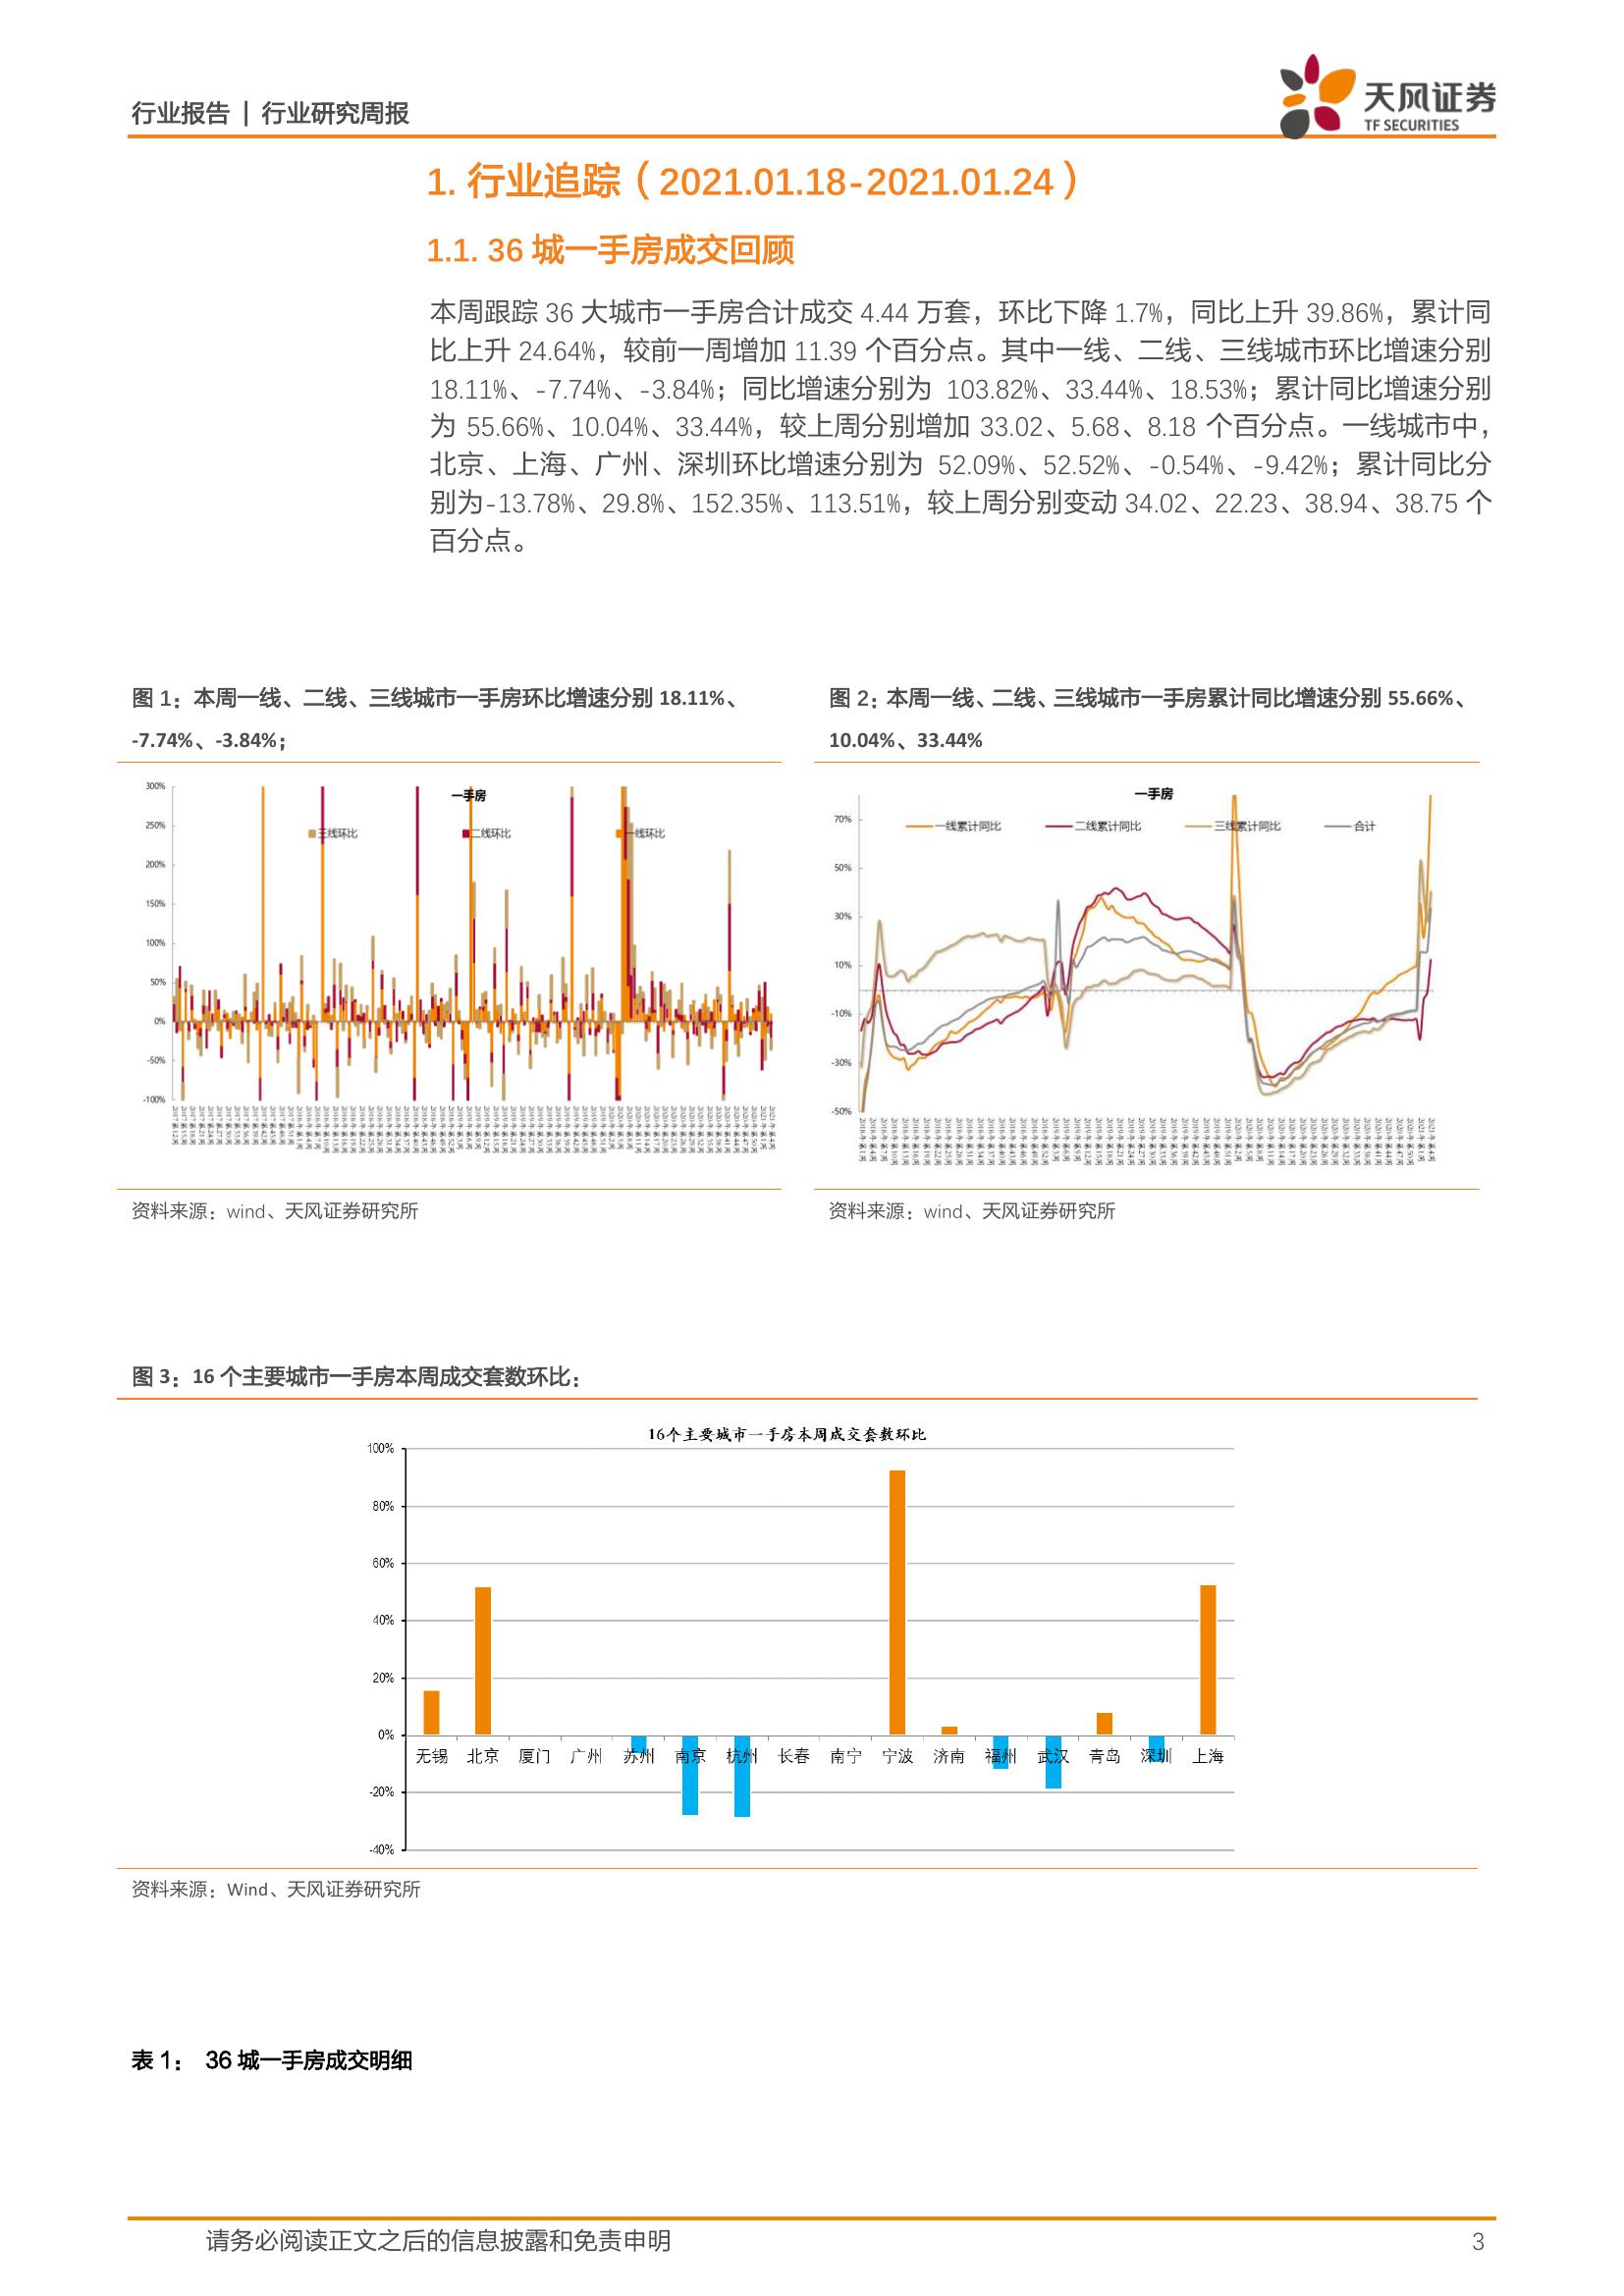 行业报告 | 行业研究周报
天风证券
TF SECURITIES
1. 行业追踪（2021.01.18-2021.01.24）
1.1. 36 城一手房成交回顾
本周跟踪 36 大城市一手房合计成交 4.44 万套，环比下降 1.7%，同比上升 39.86%，累计同
比上升 24.64%，较前一周增加 11.39 个百分点。其中一线、二线、三线城市环比增速分别
18.11%、-7.74%、-3.84%；同比增速分别为 103.82%、33.44%、18.53%；累计同比增速分别
为 55.66%、10.04%、33.44%，较上周分别增加 33.02、5.68、8.18 个百分点。一线城市中，
北京、上海、广州、深圳环比增速分别为 52.09%、52.52%、-0.54%、-9.42%；累计同比分
别为-13.78%、29.8%、152.35%、113.51%，较上周分别变动 34.02、22.23、38.94、38.75 个
百分点。
图 1：本周一线、二线、三线城市一手房环比增速分别 18.11%、
-7.74%、-3.84%；
一手房
三线环比 二线环比 一线环比
300%
250%
200%
150%
100%
50%
0%
-50%
-100%
资料来源：wind、天风证券研究所
图 2：本周一线、二线、三线城市一手房累计同比增速分别 55.66%、
10.04%、33.44%
一手房
一线累计同比 二线累计同比 三线累计同比 合计
70%
50%
30%
10%
-10%
-30%
-50%
资料来源：wind、天风证券研究所
图 3：16 个主要城市一手房本周成交套数环比：
16个主要城市一手房本周成交套数环比
100%
80%
60%
40%
20%
0%
-20%
-40%
无锡 北京 厦门 广州 苏州 南京 杭州 长春 南宁 宁波 济南 福州 武汉 青岛 深圳 上海
资料来源：Wind、天风证券研究所
表 1： 36 城一手房成交明细
请务必阅读正文之后的信息披露和免责申明
3